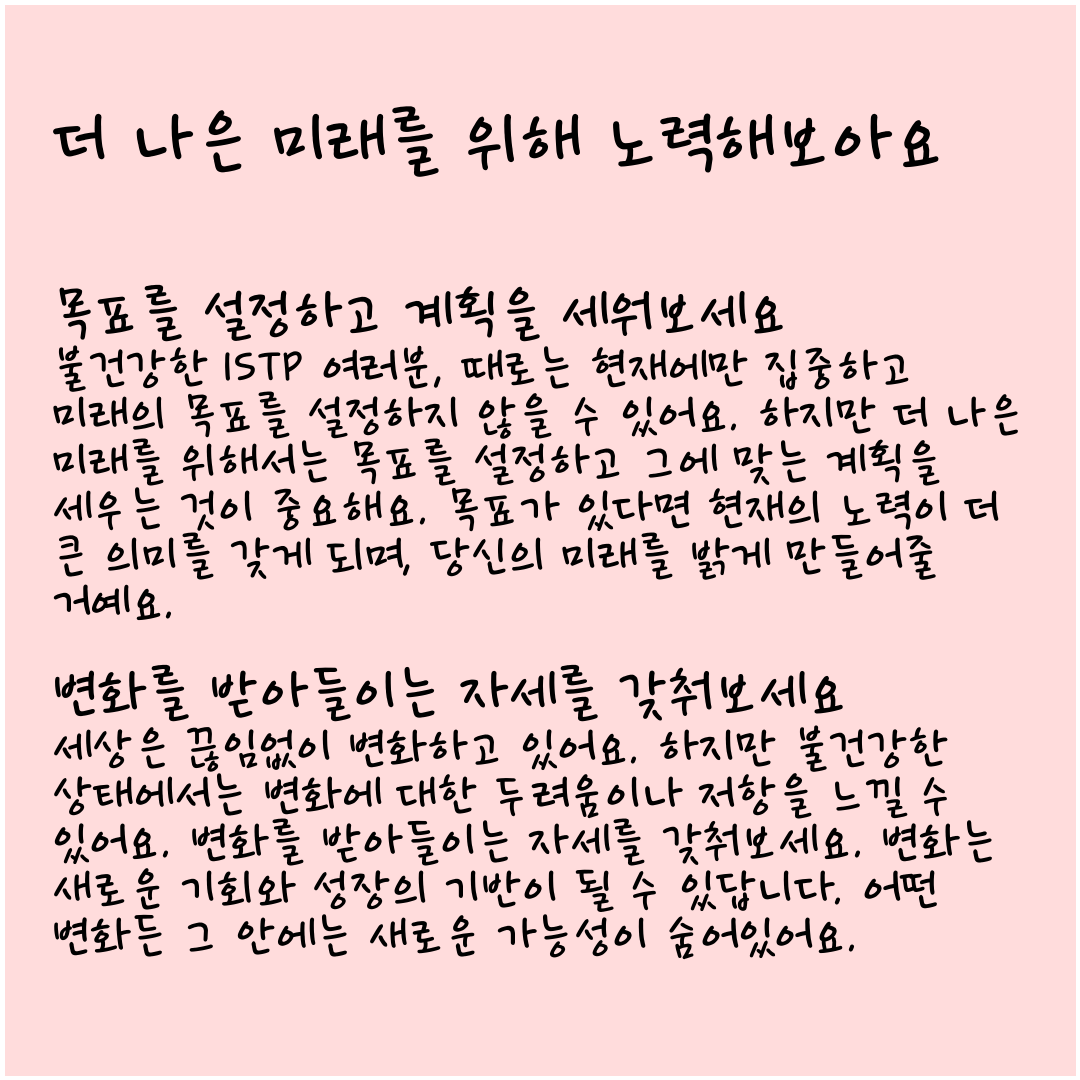 더 나은 미래를 위해 노력해보아요
목표를 설정하고 계획을 세워보세요
불건강한 ISTP 여러분, 때로는 현재에만 집중하고
미래의 목표를 설정하지 않을 수 있어요. 하지만 더 나은
미래를 위해서는 목표를 설정하고 그에 맞는 계획을
세우는 것이 중요해요. 목표가 있다면 현재의 노력이 더
큰 의미를 갖게 되며, 당신의 미래를 밝게 만들어줄
거예요.
변화를 받아들이는 자세를 갖춰보세요
세상은 끊임없이 변화하고 있어요. 하지만 불건강한
상태에서는 변화에 대한 두려움이나 저항을 느낄 수
있어요. 변화를 받아들이는 자세를 갖춰보세요. 변화는
새로운 기회와 성장의 기반이 될 수 있답니다. 어떤
변화든 그 안에는 새로운 가능성이 숨어있어요.